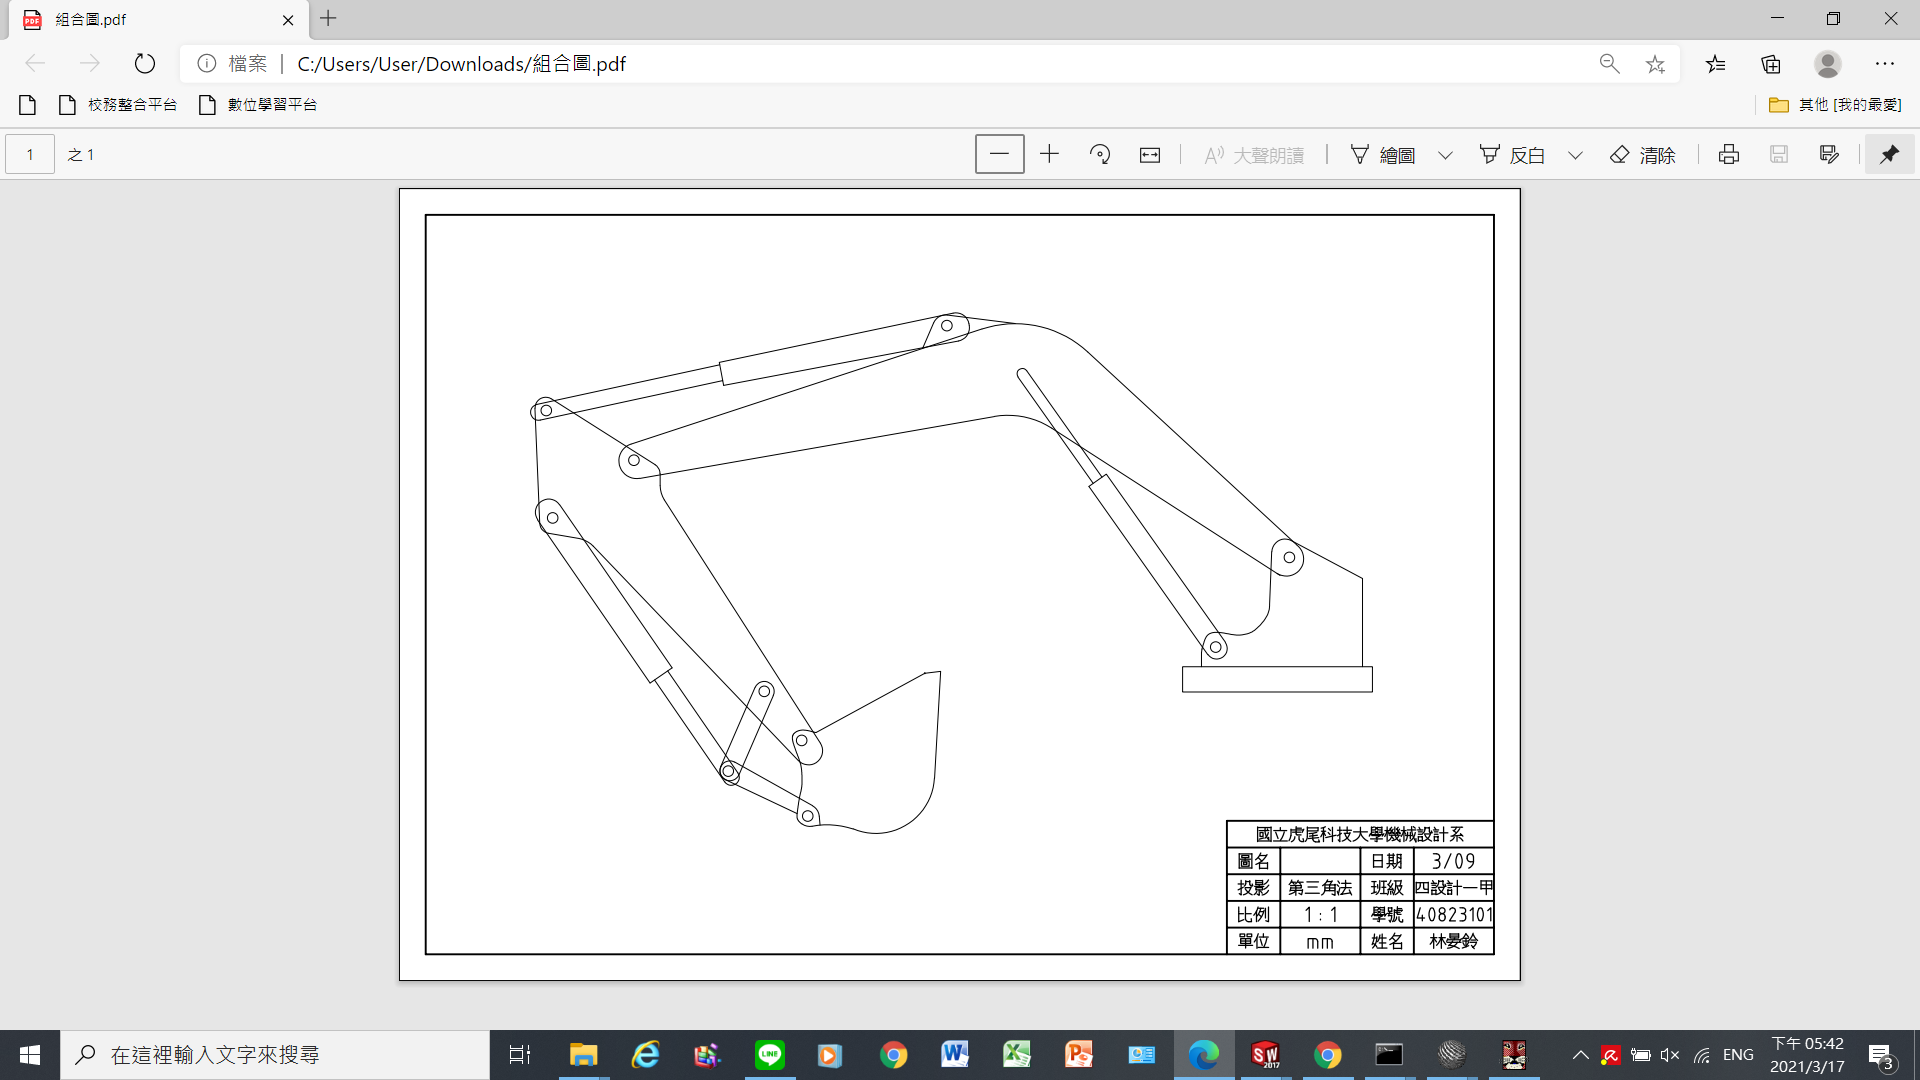 組合圖.pdf
檔案 | C:/Users/User/Downloads/組合圖.pdf
校務整合平台 數位學習平台 其他 [我的最愛]
1 之 1 大聲朗讀 繪圖 反白 清除
國立虎尾科技大學機械設計系
圖名 日期 3/09
投影 第三角法 班級 四設計一甲
比例 1:1 學號 40823101
單位 mm 姓名 林晏鈴
在這裡輸入文字來搜尋 LINE SW 2017 ENG 下午 05:42
2021/3/17 3